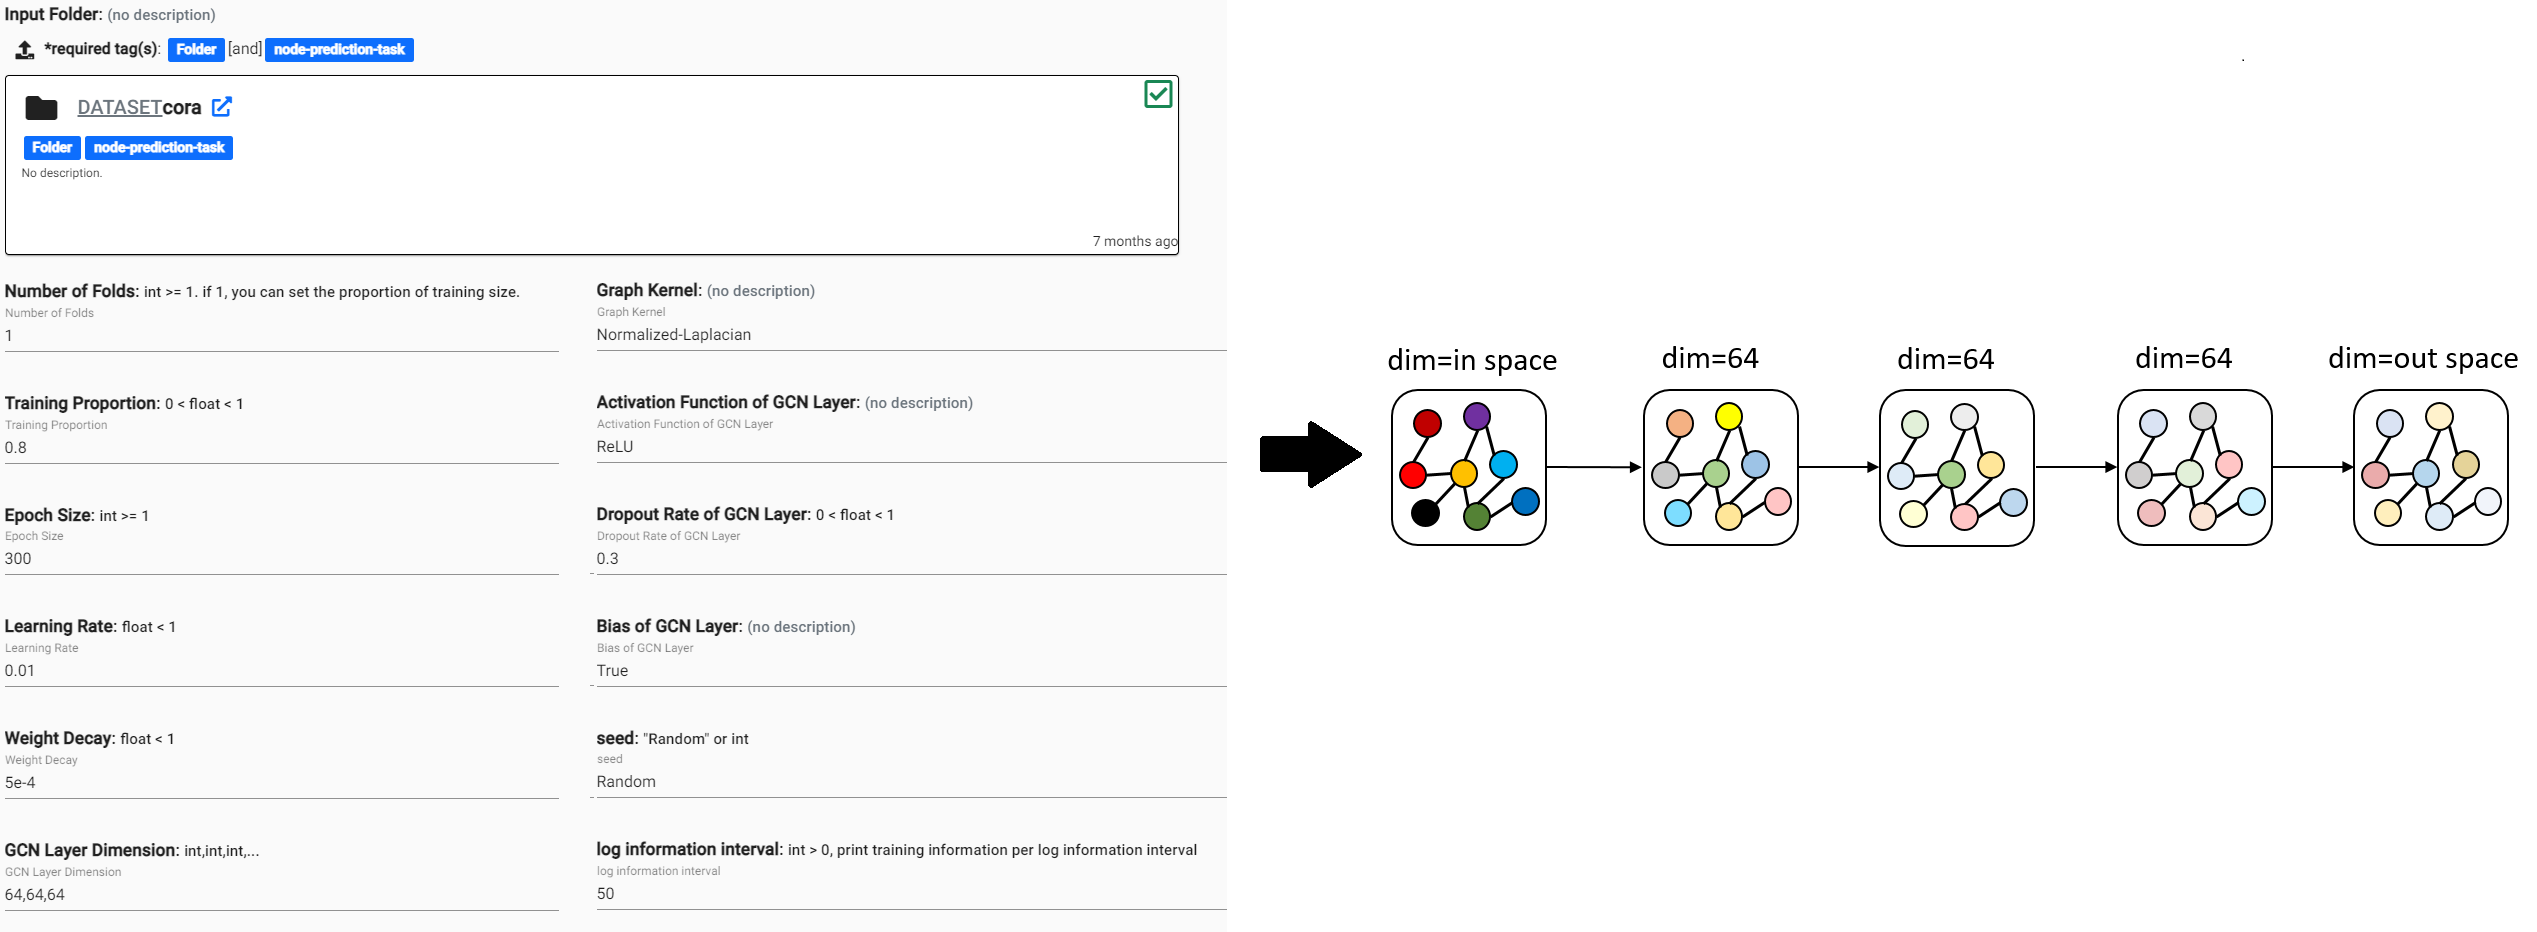 Input Folder: (no description)
*required tag(s): Folder [and] node-prediction-task
DATASETcora
Folder node-prediction-task
No description.
7 months ago
Number of Folds: int >= 1. if 1, you can set the proportion of training size.
Number of Folds
1
Graph Kernel: (no description)
Graph Kernel
Normalized-Laplacian
Training Proportion: 0 < float < 1
Training Proportion
0.8
Activation Function of GCN Layer: (no description)
Activation Function of GCN Layer
ReLU
Epoch Size: int >= 1
Epoch Size
300
Dropout Rate of GCN Layer: 0 < float < 1
Dropout Rate of GCN Layer
0.3
Learning Rate: float < 1
Learning Rate
0.01
Bias of GCN Layer: (no description)
Bias of GCN Layer
True
Weight Decay: float < 1
Weight Decay
5e-4
seed: "Random" or int
seed
Random
GCN Layer Dimension: int,int,int,...
GCN Layer Dimension
64,64,64
log information interval: int > 0, print training information per log information interval
log information interval
50
dim=in space
dim=64
dim=64
dim=64
dim=out space